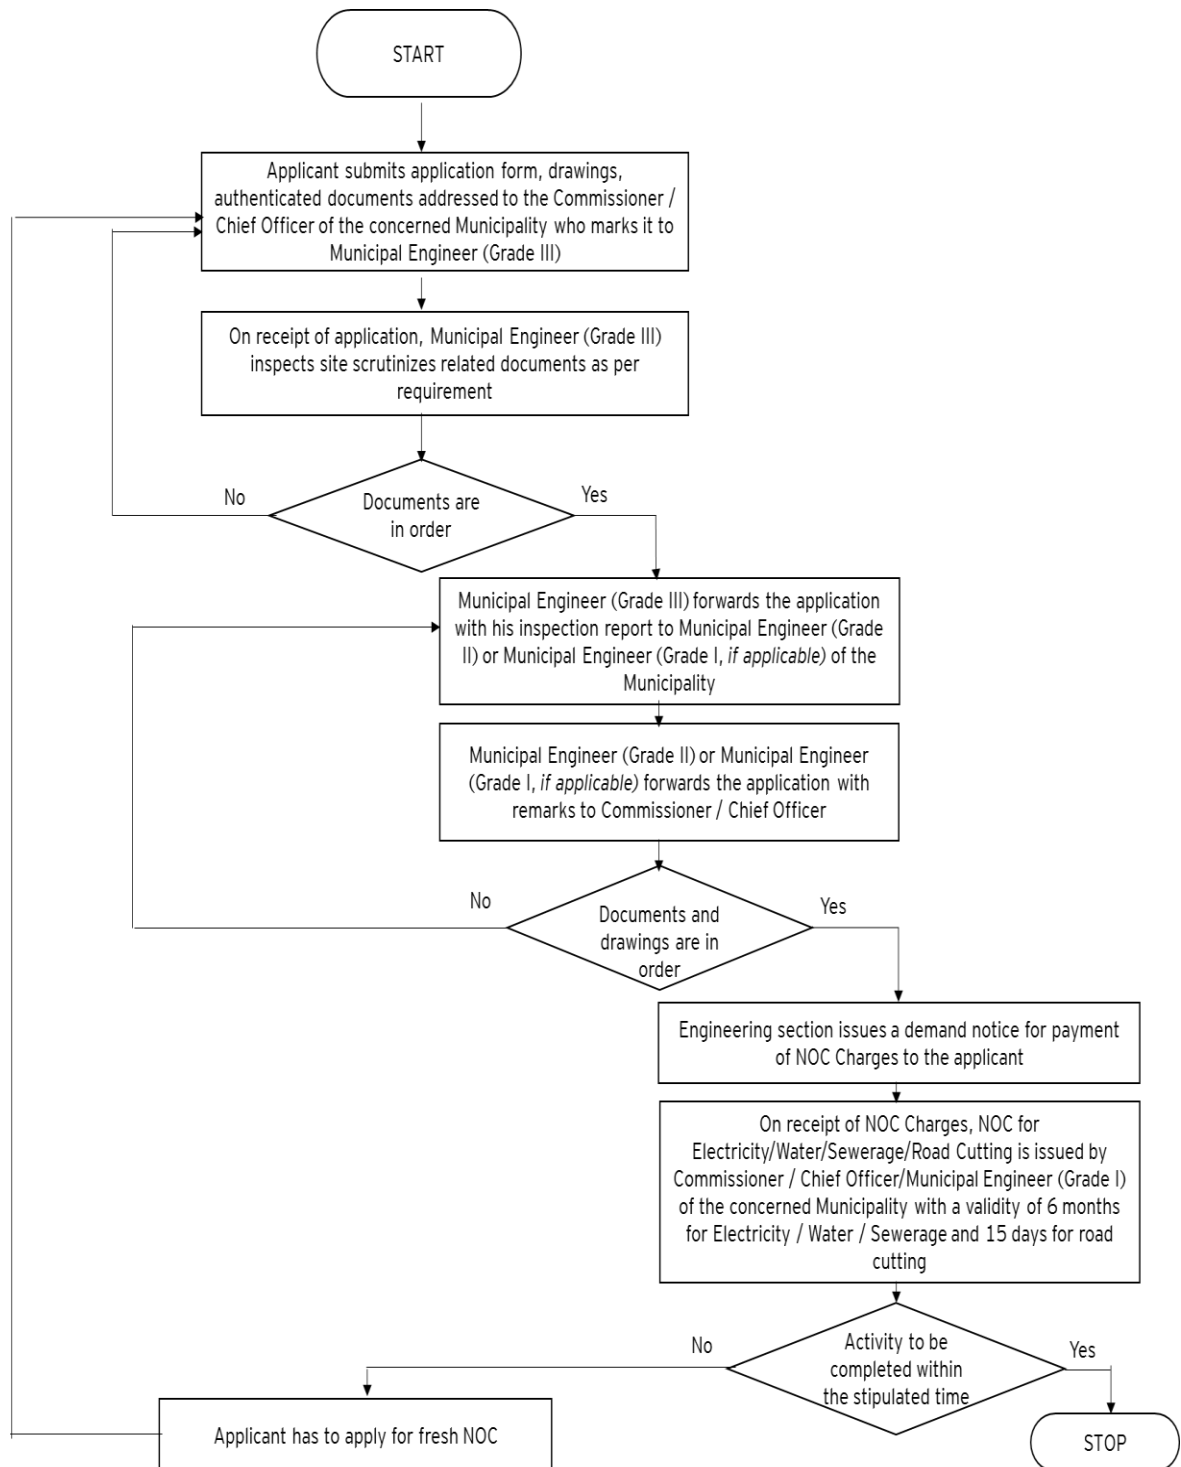 START
Applicant submits application form, drawings,
authenticated documents addressed to the Commissioner /
Chief Officer of the concerned Municipality who marks it to
Municipal Engineer (Grade III)
On receipt of application, Municipal Engineer (Grade III)
inspects site scrutinizes related documents as per
requirement
No
Yes
Documents are
in order
Municipal Engineer (Grade III) forwards the application
with his inspection report to Municipal Engineer (Grade
II) or Municipal Engineer (Grade I, if applicable) of the
Municipality
Municipal Engineer (Grade II) or Municipal Engineer
(Grade I, if applicable) forwards the application with
remarks to Commissioner / Chief Officer
No
Yes
Documents and
drawings are in
order
Engineering section issues a demand notice for payment
of NOC Charges to the applicant
On receipt of NOC Charges, NOC for
Electricity/Water/Sewerage/Road Cutting is issued by
Commissioner / Chief Officer/Municipal Engineer (Grade I)
of the concerned Municipality with a validity of 6 months
for Electricity / Water / Sewerage and 15 days for road
cutting
No
Yes
Activity to be
completed within
the stipulated time
Applicant has to apply for fresh NOC
STOP